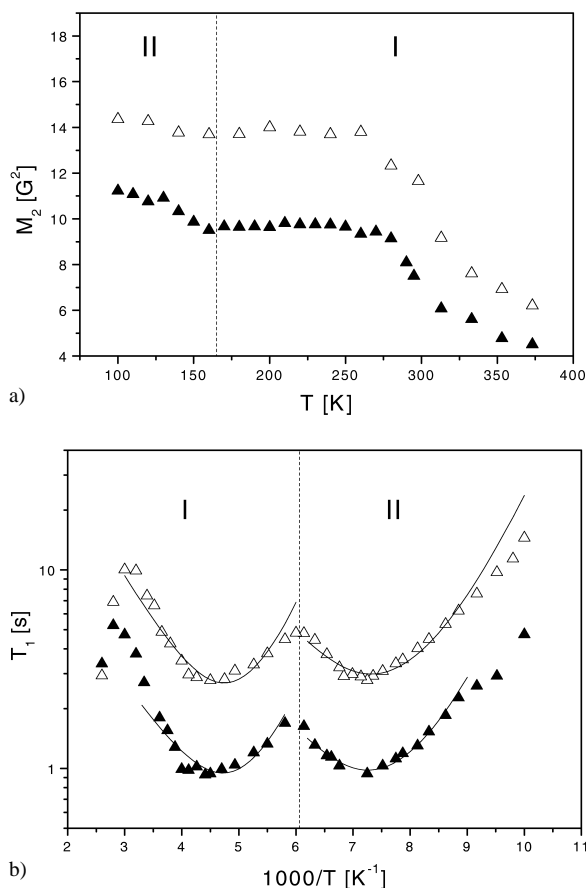 18
16
14
12
10
8
6
4
M₂ [G²]
II
I
100 150 200 250 300 350 400
T [K]
a)
10
1
T₁ [s]
I
II
2 3 4 5 6 7 8 9 10 11
1000/T [K⁻¹]
b)